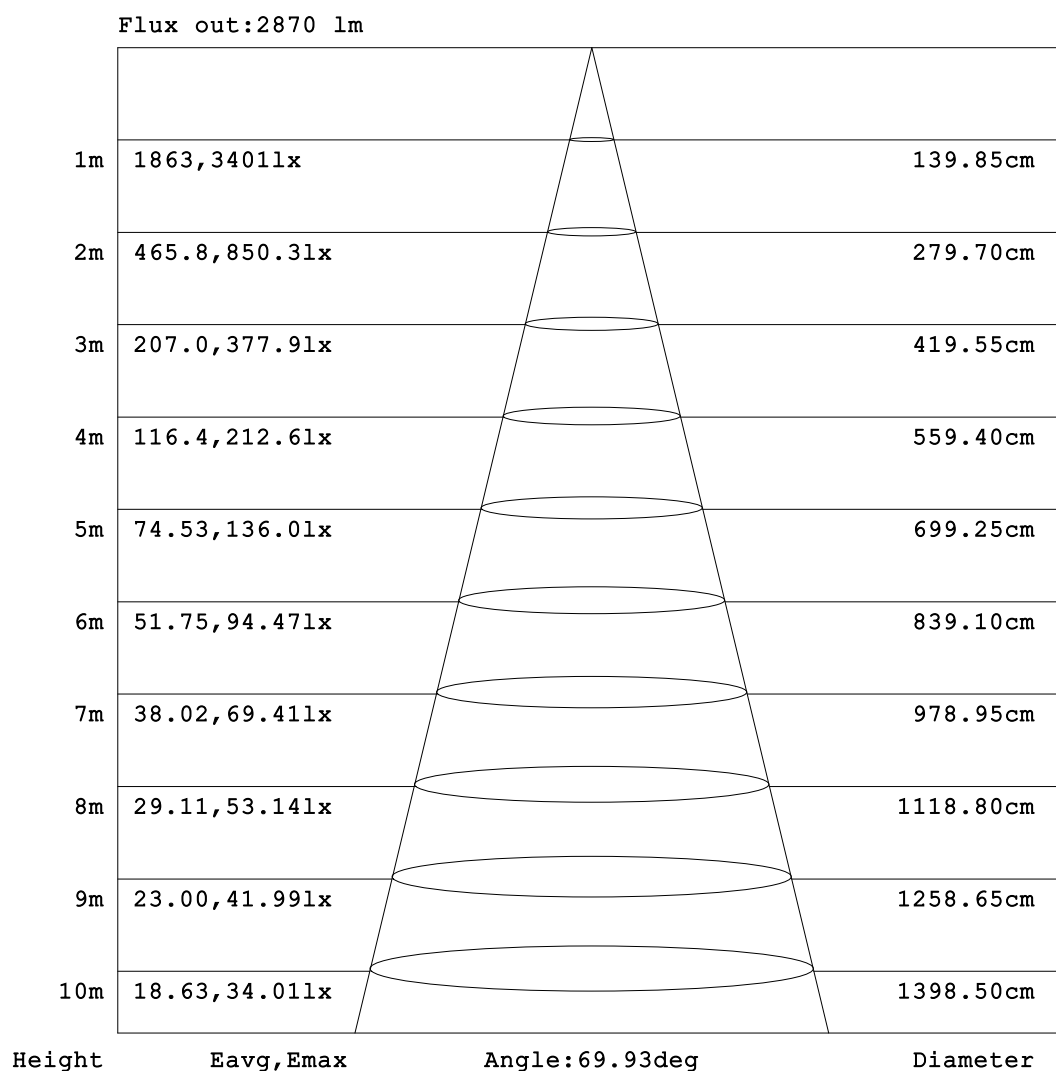 Flux out:2870 lm
1m 1863,3401lx 139.85cm
2m 465.8,850.3lx 279.70cm
3m 207.0,377.9lx 419.55cm
4m 116.4,212.6lx 559.40cm
5m 74.53,136.0lx 699.25cm
6m 51.75,94.47lx 839.10cm
7m 38.02,69.41lx 978.95cm
8m 29.11,53.14lx 1118.80cm
9m 23.00,41.99lx 1258.65cm
10m 18.63,34.01lx 1398.50cm
Height Eavg,Emax Angle:69.93deg Diameter